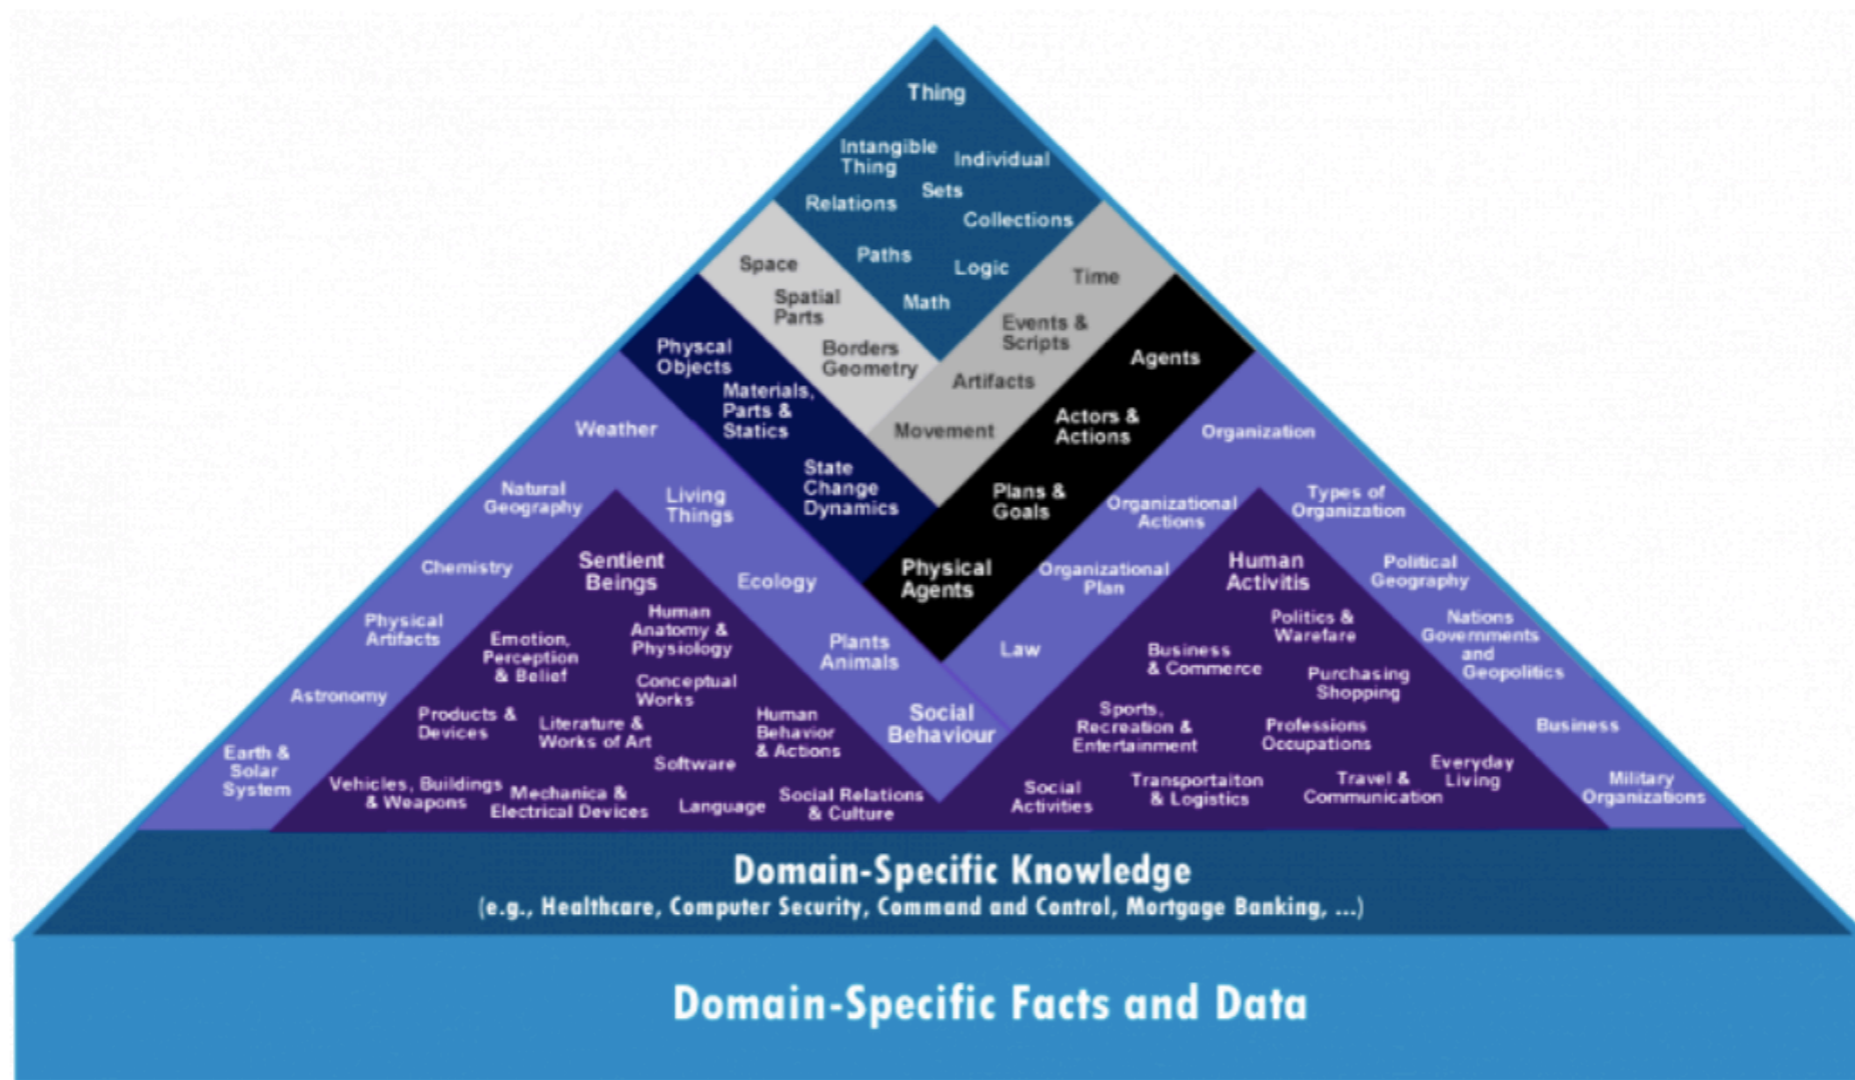 Thing
Intangible
Thing
Individual
Sets
Relations
Collections
Paths
Logic
Math
Space
Spatial
Parts
Borders
Geometry
Time
Events &
Scripts
Artifacts
Movement
Physcal
Objects
Materials,
Parts &
Statics
State
Change
Dynamics
Agents
Actors &
Actions
Plans &
Goals
Physical
Agents
Weather
Natural
Geography
Living
Things
Chemistry
Ecology
Physical
Artifacts
Plants
Animals
Astronomy
Social
Behaviour
Earth &
Solar
System
Organization
Organizational
Actions
Types of
Organization
Organizational
Plan
Political
Geography
Law
Nations
Governments
and
Geopolitics
Business
Military
Organizations
Sentient
Beings
Human
Anatomy &
Physiology
Emotion,
Perception
& Belief
Conceptual
Works
Products &
Devices
Literature &
Works of Art
Human
Behavior
& Actions
Software
Vehicles, Buildings
& Weapons
Mechanica &
Electrical Devices
Language
Social Relations
& Culture
Human
Activitis
Politics &
Warefare
Business
& Commerce
Purchasing
Shopping
Sports,
Recreation &
Entertainment
Professions
Occupations
Everyday
Living
Social
Activities
Transportaiton
& Logistics
Travel &
Communication
Domain-Specific Knowledge
(e.g., Healthcare, Computer Security, Command and Control, Mortgage Banking, ...)
Domain-Specific Facts and Data